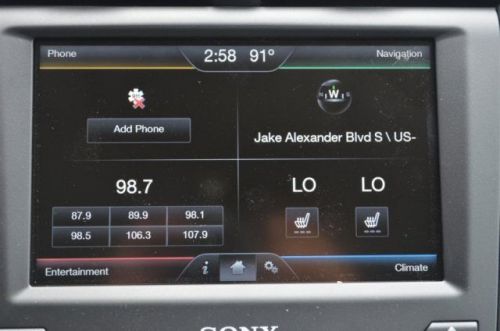 Phone 2:58 91° Navigation
W
Add Phone
Jake Alexander Blvd S \ US-
98.7
LO LO
87.9 89.9 98.1
98.5 106.3 107.9
Entertainment i Climate
SONY